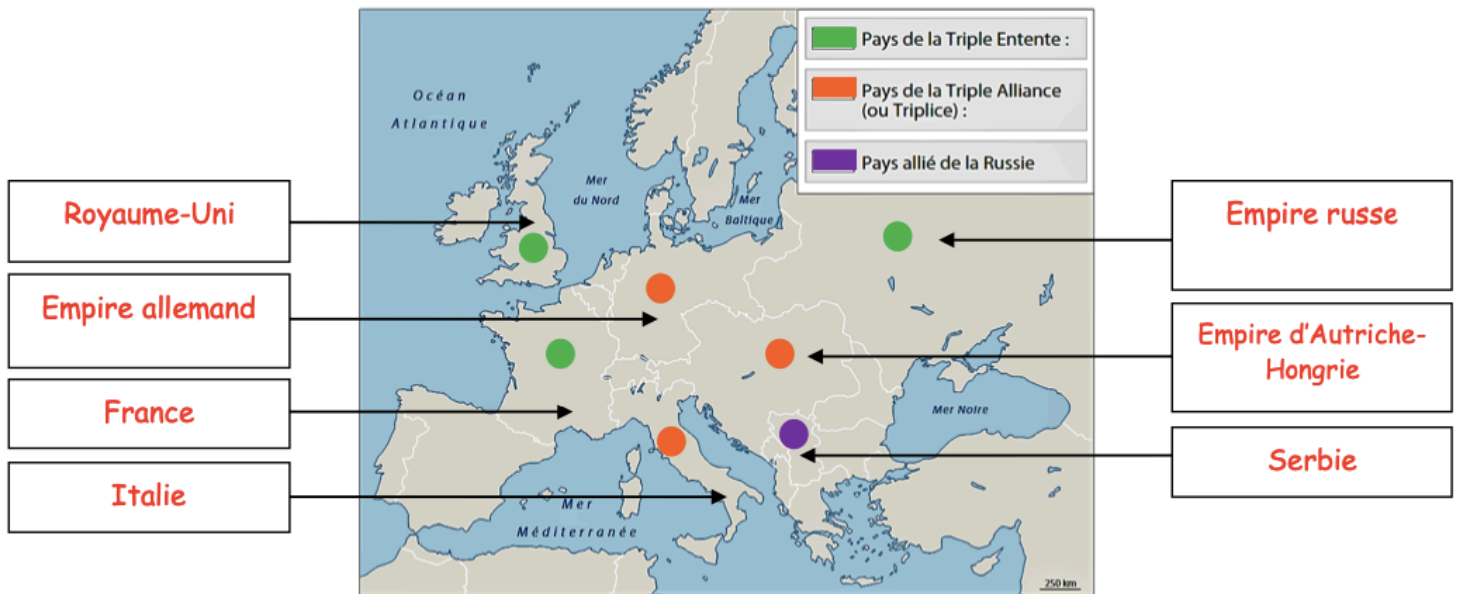 Pays de la Triple Entente :
Pays de la Triple Alliance
(ou Triplice) :
Pays allié de la Russie
Océan
Atlantique
Mer
du Nord
Mer
Baltique
Royaume-Uni
Empire russe
Empire allemand
Empire d'Autriche-
Hongrie
France
Mer Noire
Serbie
Italie
Mer
Méditerranée
250 km